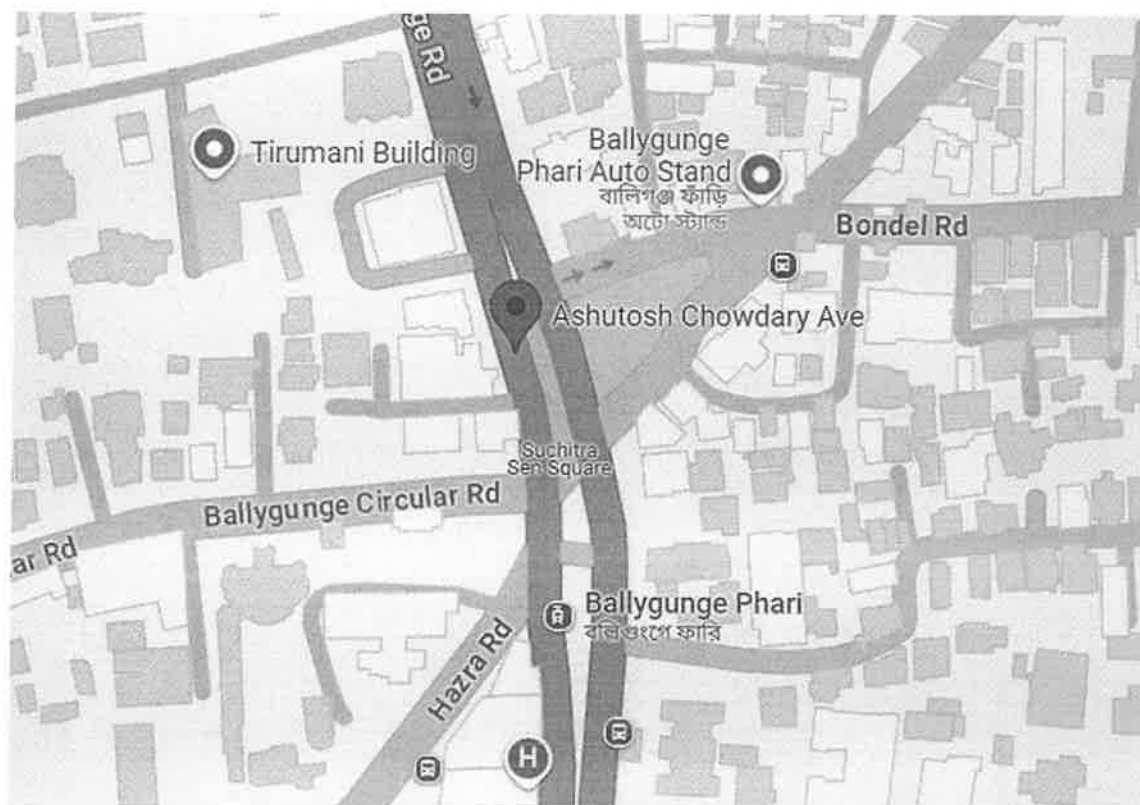 ge Rd
Tirumani Building
Ballygunge
Phari Auto Stand
বালিগঞ্জ ফাঁড়ি
অটো স্ট্যান্ড
Bondel Rd
Ashutosh Chowdary Ave
Suchitra
Sen Square
Ballygunge Circular Rd
ar Rd
Ballygunge Phari
বল্লিগুংগে ফারি
Hazra Rd
H